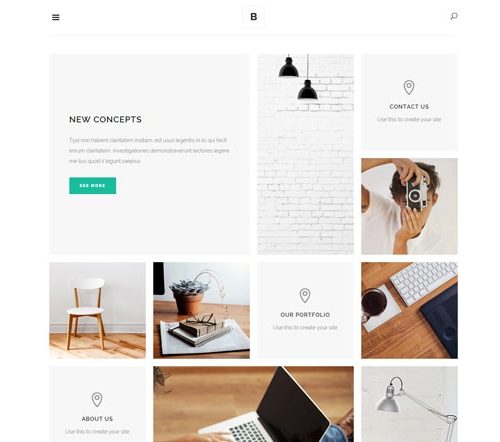 B
NEW CONCEPTS
Typi non habent claritatem insitam; est usus legentis in iis qui facit
eorum claritatem. Investigationes demonstraverunt lectores legere
me lius quod ii legunt saepius.
SEE MORE
CONTACT US
Use this to create your site
OUR PORTFOLIO
Use this to create your site
ABOUT US
Use this to create your site